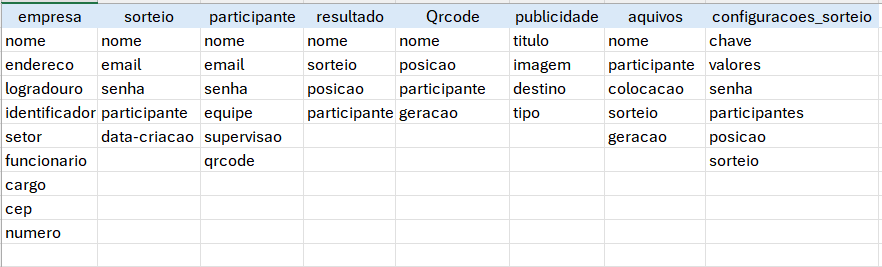 empresa sorteio participante resultado Qrcode publicidade aquivos configuracoes_sorteio
nome nome nome nome nome titulo nome chave
endereco email email sorteio posicao imagem participante valores
logradouro senha senha posicao participante destino colocacao senha
identificador participante equipe participante geracao tipo sorteio participantes
setor data-criacao supervisao geracao posicao
funcionario qrcode sorteio
cargo
cep
numero